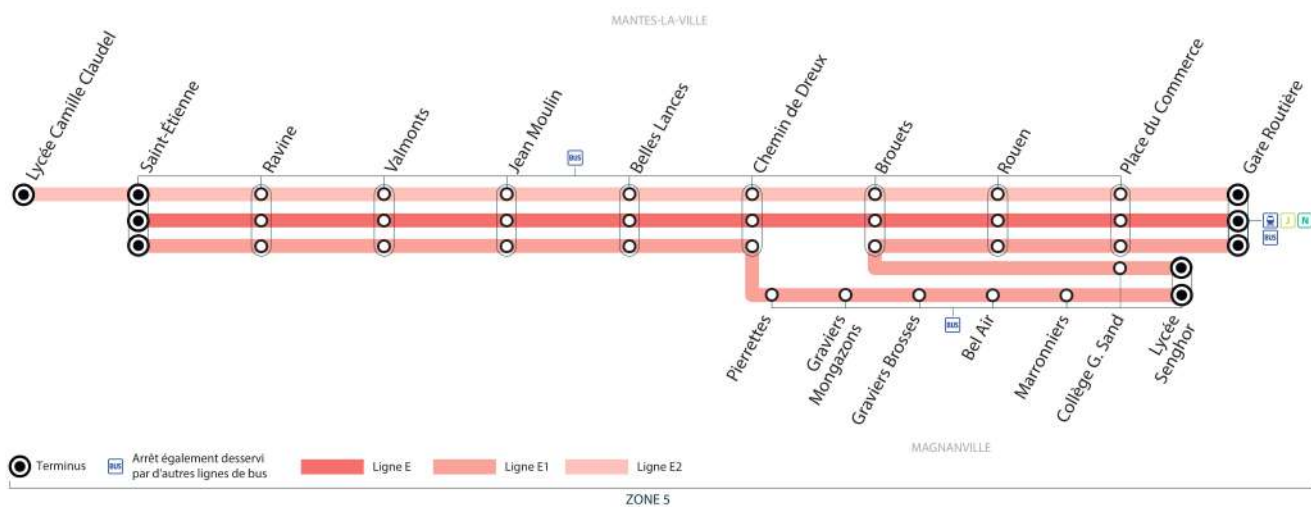 MANTES-LA-VILLE
Lycée Camille Claudel
Saint-Étienne
Ravine
Valmonts
Jean Moulin
Belles Lances
Chemin de Dreux
Brouets
Rouen
Place du Commerce
Gare Routière
BUS
J
N
BUS
BUS
Pierrettes
Graviers
Mongazons
Graviers Brosses
Bel Air
Marronniers
Collège G. Sand
Lycée
Senghor
MAGNANVILLE
Terminus
BUS
Arrêt également desservi
par d'autres lignes de bus
Ligne E
Ligne E1
Ligne E2
ZONE 5